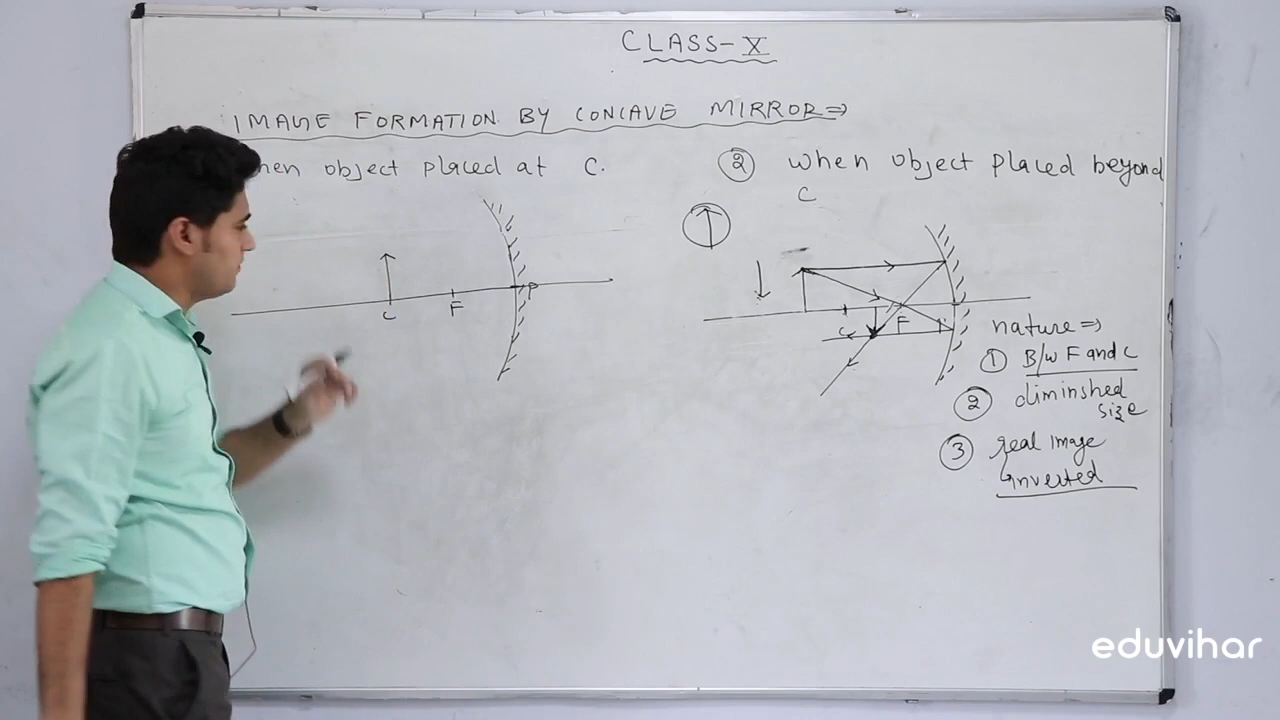 CLASS-X
IMAGE FORMATION BY CONCAVE MIRROR⇒
hen object placed at C.
C
F
P
② when object placed beyond
C
C
F
nature⇒
① B/w F and C
② diminshed
size
③ real image
inverted
eduvihar